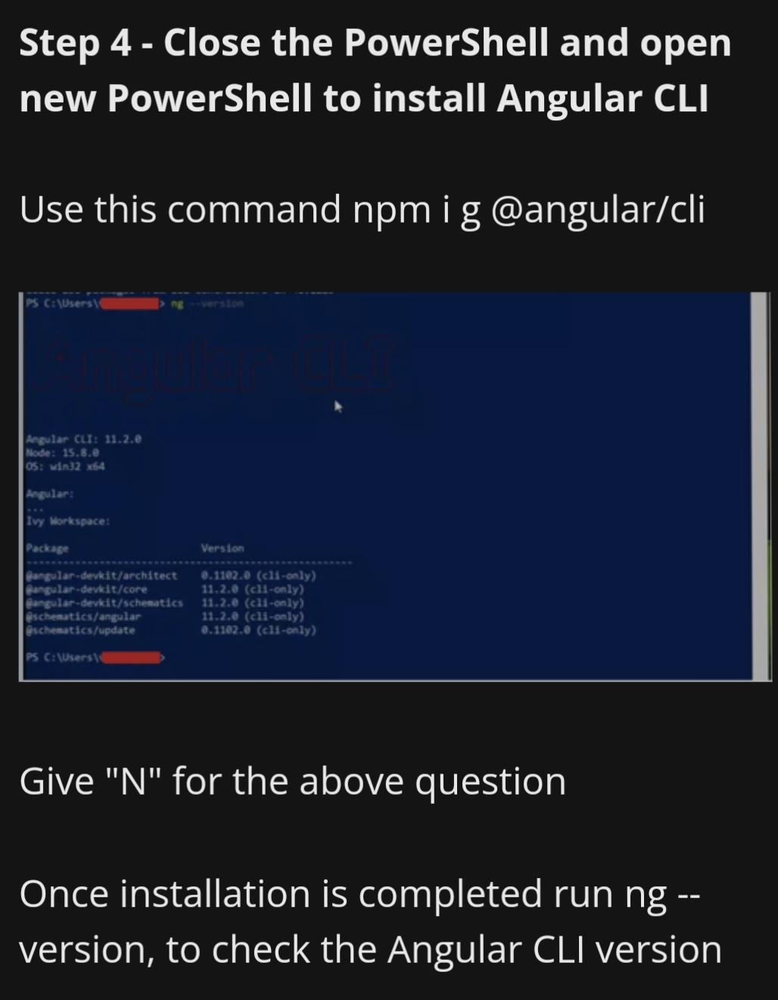 Step 4 - Close the PowerShell and open
new PowerShell to install Angular CLI
Use this command npm i g @angular/cli
PS C:\Users\ > ng --version
Angular CLI
Angular CLI: 11.2.0
Node: 15.8.0
OS: win32 x64
Angular:
...
Ivy Workspace:
Package Version
------------------------------------------------------
@angular-devkit/architect 0.1102.0 (cli-only)
@angular-devkit/core 11.2.0 (cli-only)
@angular-devkit/schematics 11.2.0 (cli-only)
@schematics/angular 11.2.0 (cli-only)
@schematics/update 0.1102.0 (cli-only)
PS C:\Users\ >
Give "N" for the above question
Once installation is completed run ng --
version, to check the Angular CLI version